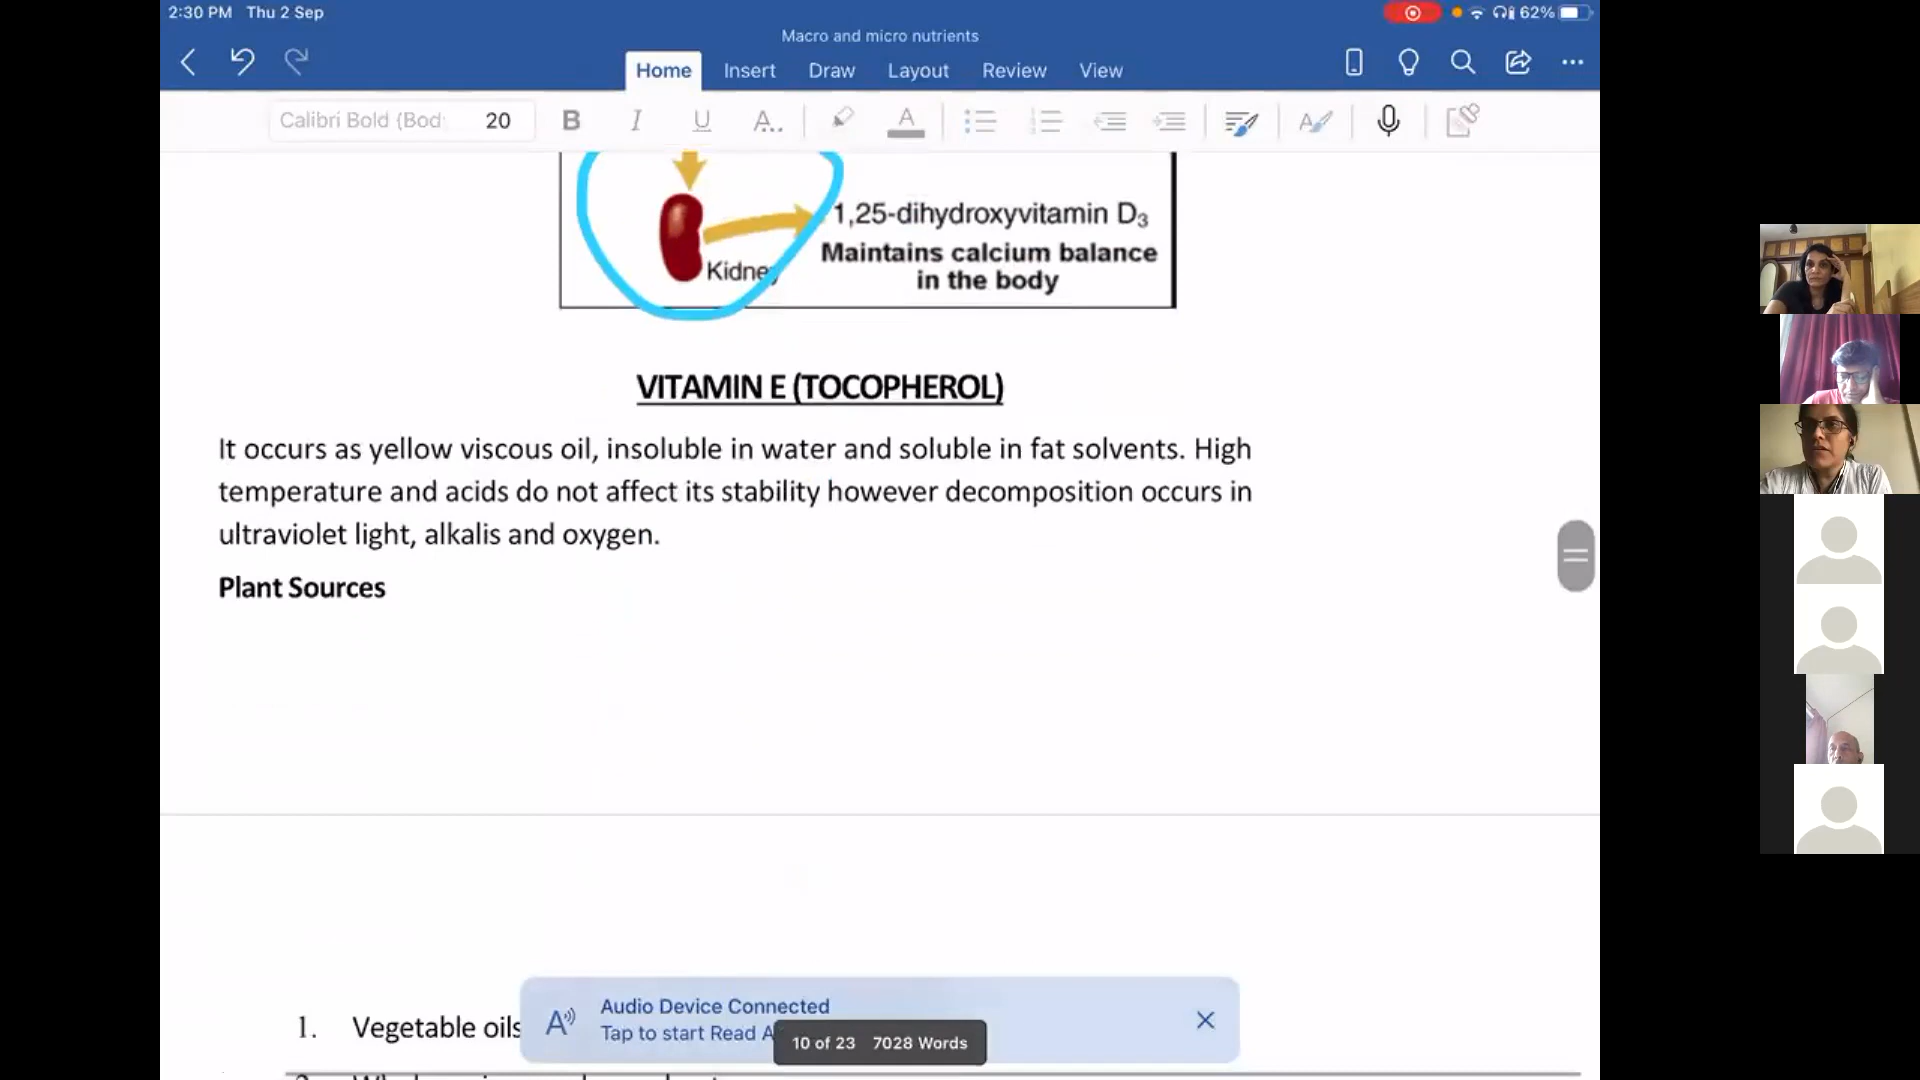 2:30 PM Thu 2 Sep
62%
Macro and micro nutrients
Home Insert Draw Layout Review View
Calibri Bold (Bod 20 B I U A.. A
1,25-dihydroxyvitamin D₃
Maintains calcium balance
in the body
Kidney
VITAMIN E (TOCOPHEROL)
It occurs as yellow viscous oil, insoluble in water and soluble in fat solvents. High
temperature and acids do not affect its stability however decomposition occurs in
ultraviolet light, alkalis and oxygen.
Plant Sources
1. Vegetable oils
Audio Device Connected
Tap to start Read A
10 of 23 7028 Words